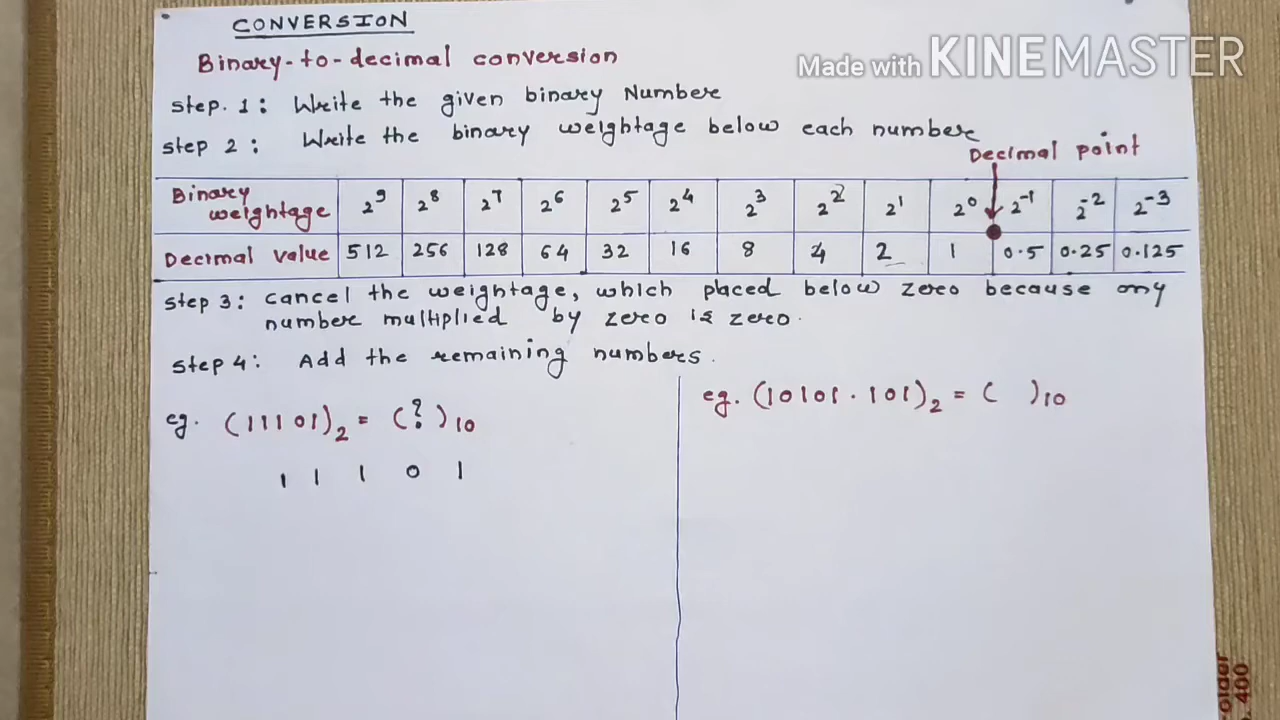 CONVERSION
Made with KINEMASTER
Binary-to-decimal conversion
Step. 1: Write the given binary Number
Step 2: Write the binary weightage below each number
Decimal point
Binary weightage 2⁹ 2⁸ 2⁷ 2⁶ 2⁵ 2⁴ 2³ 2² 2¹ 2⁰ 2⁻¹ 2⁻² 2⁻³
Decimal value 512 256 128 64 32 16 8 4 2 1 0.5 0.25 0.125
Step 3: Cancel the weightage, which placed below zero because any
number multiplied by zero is zero.
Step 4: Add the remaining numbers.
eg. (11101)₂ = (?)₁₀
1 1 1 0 1
eg. (10101.101)₂ = ( )₁₀
. 400